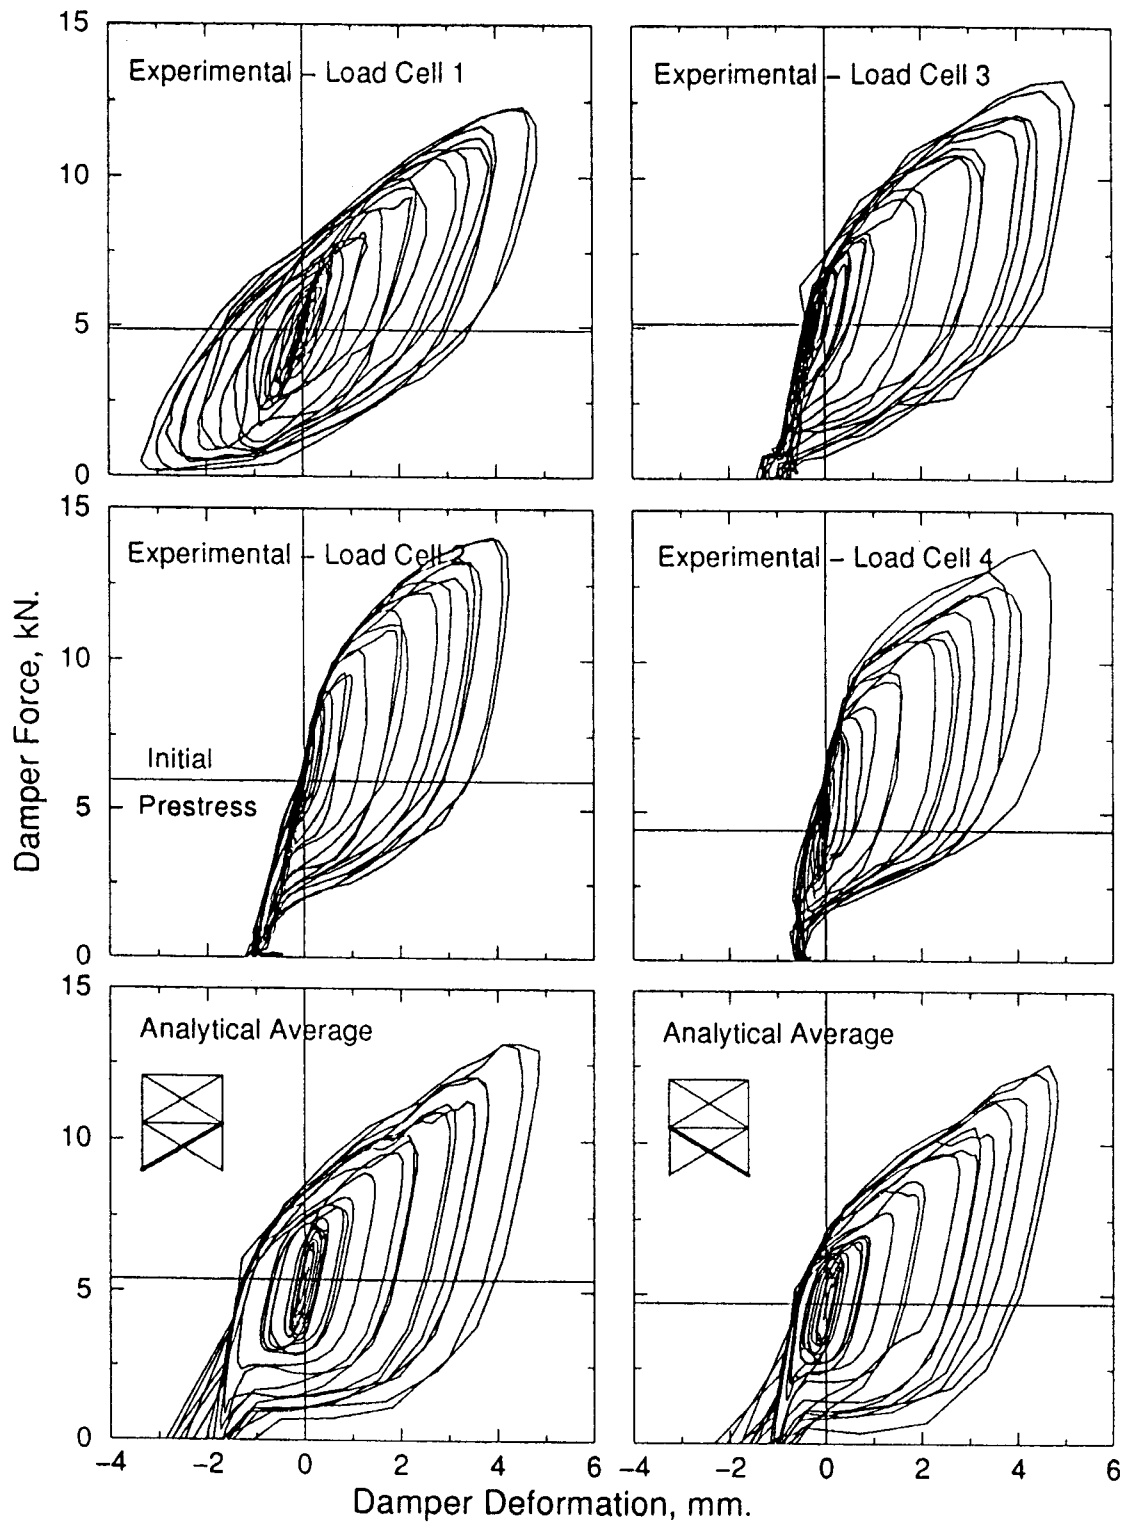 15
Experimental – Load Cell 1
Experimental – Load Cell 3
10
5
0
15
Experimental – Load Cell 2
Experimental – Load Cell 4
10
Initial
Prestress
5
0
Damper Force, kN.
15
Analytical Average
Analytical Average
10
5
0
−4 −2 0 2 4 6 −4 −2 0 2 4 6
Damper Deformation, mm.